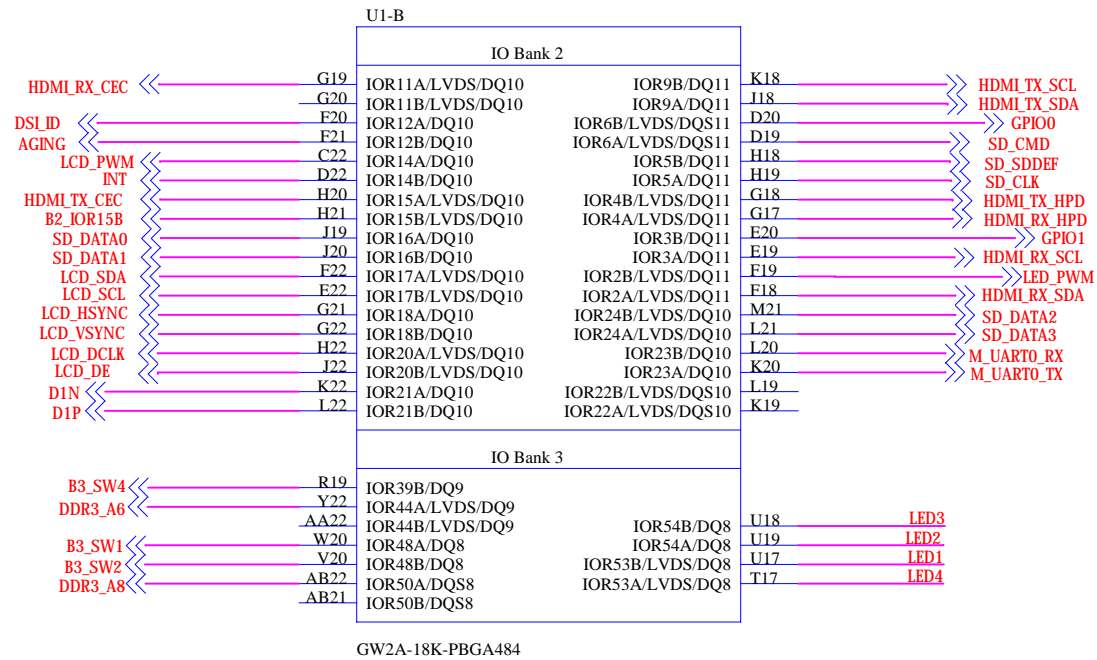 U1-B
IO Bank 2
HDMI_RX_CEC G19 IOR11A/LVDS/DQ10 IOR9B/DQ11 K18 HDMI_TX_SCL
G20 IOR11B/LVDS/DQ10 IOR9A/DQ11 J18 HDMI_TX_SDA
DSI_ID F20 IOR12A/DQ10 IOR6B/LVDS/DQS11 D20 GPIO0
AGING F21 IOR12B/DQ10 IOR6A/LVDS/DQS11 D19 SD_CMD
LCD_PWM C22 IOR14A/DQ10 IOR5B/DQ11 H18 SD_SDDEF
INT D22 IOR14B/DQ10 IOR5A/DQ11 H19 SD_CLK
HDMI_TX_CEC H20 IOR15A/LVDS/DQ10 IOR4B/LVDS/DQ11 G18 HDMI_TX_HPD
B2_IOR15B H21 IOR15B/LVDS/DQ10 IOR4A/LVDS/DQ11 G17 HDMI_RX_HPD
SD_DATA0 J19 IOR16A/DQ10 IOR3B/DQ11 E20 GPIO1
SD_DATA1 J20 IOR16B/DQ10 IOR3A/DQ11 E19 HDMI_RX_SCL
LCD_SDA F22 IOR17A/LVDS/DQ10 IOR2B/LVDS/DQ11 F19 LED_PWM
LCD_SCL E22 IOR17B/LVDS/DQ10 IOR2A/LVDS/DQ11 F18 HDMI_RX_SDA
LCD_HSYNC G21 IOR18A/DQ10 IOR24B/LVDS/DQ10 M21 SD_DATA2
LCD_VSYNC G22 IOR18B/DQ10 IOR24A/LVDS/DQ10 L21 SD_DATA3
LCD_DCLK H22 IOR20A/LVDS/DQ10 IOR23B/DQ10 L20 M_UART0_RX
LCD_DE J22 IOR20B/LVDS/DQ10 IOR23A/DQ10 K20 M_UART0_TX
D1N K22 IOR21A/DQ10 IOR22B/LVDS/DQS10 L19
D1P L22 IOR21B/DQ10 IOR22A/LVDS/DQS10 K19
IO Bank 3
B3_SW4 R19 IOR39B/DQ9
DDR3_A6 Y22 IOR44A/LVDS/DQ9
AA22 IOR44B/LVDS/DQ9 IOR54B/DQ8 U18 LED3
B3_SW1 W20 IOR48A/DQ8 IOR54A/DQ8 U19 LED2
B3_SW2 V20 IOR48B/DQ8 IOR53B/LVDS/DQ8 U17 LED1
DDR3_A8 AB22 IOR50A/DQS8 IOR53A/LVDS/DQ8 T17 LED4
AB21 IOR50B/DQS8
GW2A-18K-PBGA484